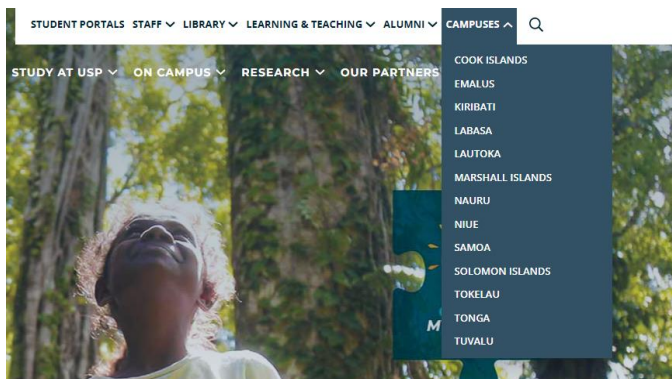 STUDENT PORTALS STAFF LIBRARY LEARNING & TEACHING ALUMNI CAMPUSES
STUDY AT USP ON CAMPUS RESEARCH OUR PARTNERS
COOK ISLANDS
EMALUS
KIRIBATI
LABASA
LAUTOKA
MARSHALL ISLANDS
NAURU
NIUE
SAMOA
SOLOMON ISLANDS
TOKELAU
TONGA
TUVALU